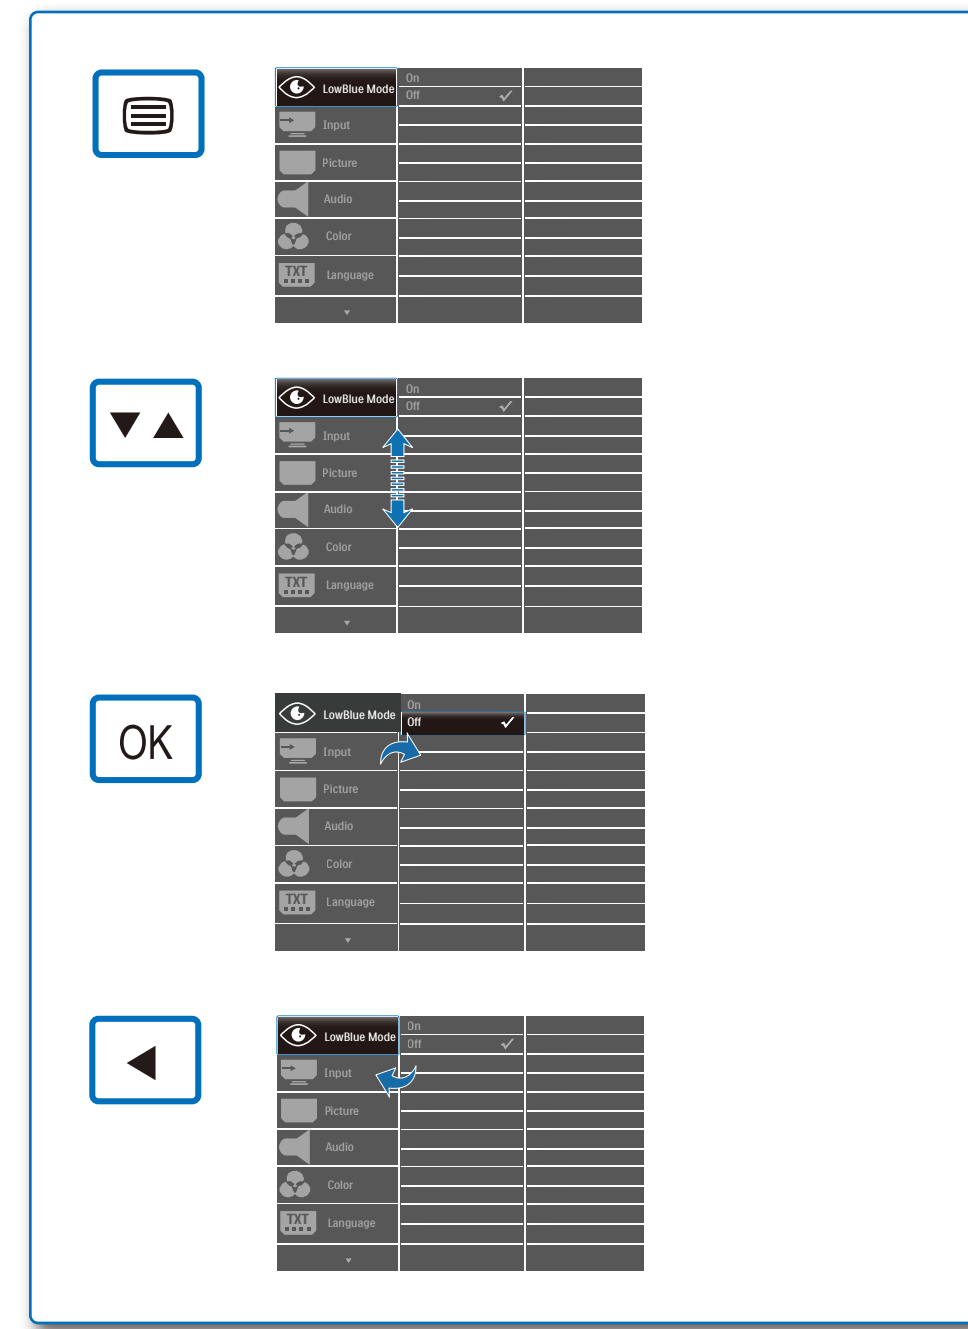 LowBlue Mode
On
Off
Input
Picture
Audio
Color
TXT
Language
LowBlue Mode
On
Off
Input
Picture
Audio
Color
TXT
Language
OK
LowBlue Mode
On
Off
Input
Picture
Audio
Color
TXT
Language
LowBlue Mode
On
Off
Input
Picture
Audio
Color
TXT
Language